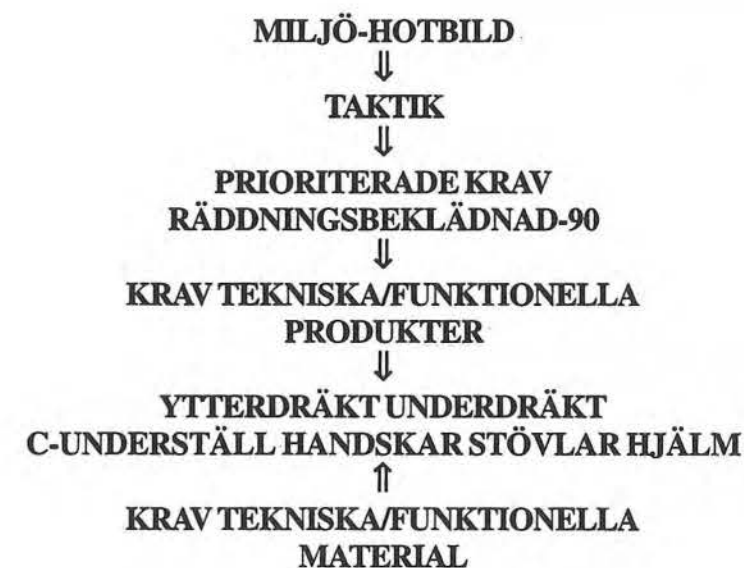 MILJÖ-HOTBILD
⇓
TAKTIK
⇓
PRIORITERADE KRAV
RÄDDNINGSBEKLÄDNAD-90
⇓
KRAV TEKNISKA/FUNKTIONELLA
PRODUKTER
⇓
YTTERDRÄKT UNDERDRÄKT
C-UNDERSTÄLL HANDSKAR STÖVLAR HJÄLM
⇑
KRAV TEKNISKA/FUNKTIONELLA
MATERIAL